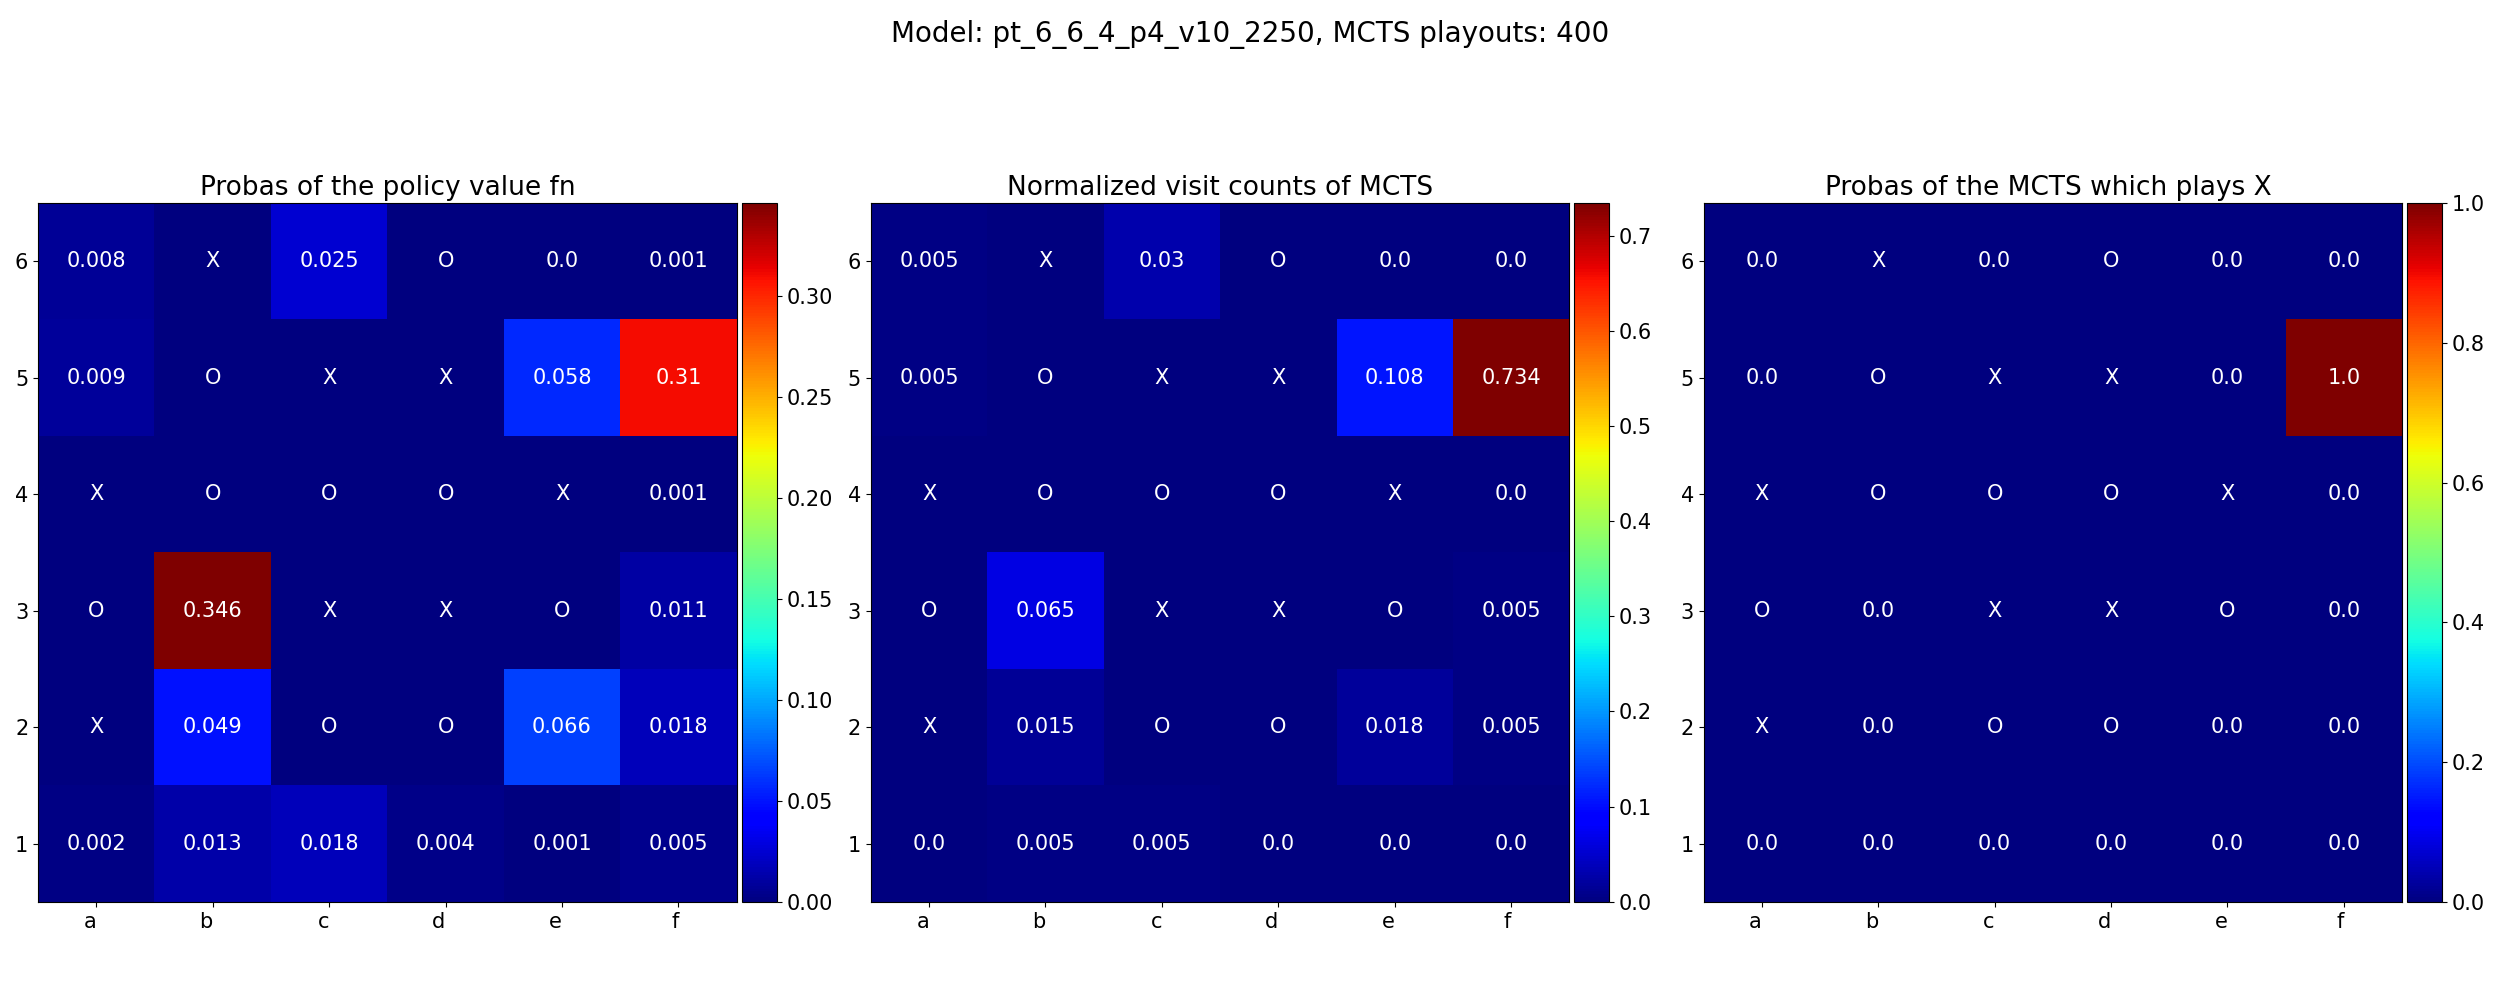 Model: pt_6_6_4_p4_v10_2250, MCTS playouts: 400
Probas of the policy value fn
6 0.008 X 0.025 O 0.0 0.001
5 0.009 O X X 0.058 0.31
4 X O O O X 0.001
3 O 0.346 X X O 0.011
2 X 0.049 O O 0.066 0.018
1 0.002 0.013 0.018 0.004 0.001 0.005
a b c d e f
0.30
0.25
0.20
0.15
0.10
0.05
0.00
Normalized visit counts of MCTS
6 0.005 X 0.03 O 0.0 0.0
5 0.005 O X X 0.108 0.734
4 X O O O X 0.0
3 O 0.065 X X O 0.005
2 X 0.015 O O 0.018 0.005
1 0.0 0.005 0.005 0.0 0.0 0.0
a b c d e f
0.7
0.6
0.5
0.4
0.3
0.2
0.1
0.0
Probas of the MCTS which plays X
6 0.0 X 0.0 O 0.0 0.0
5 0.0 O X X 0.0 1.0
4 X O O O X 0.0
3 O 0.0 X X O 0.0
2 X 0.0 O O 0.0 0.0
1 0.0 0.0 0.0 0.0 0.0 0.0
a b c d e f
1.0
0.8
0.6
0.4
0.2
0.0